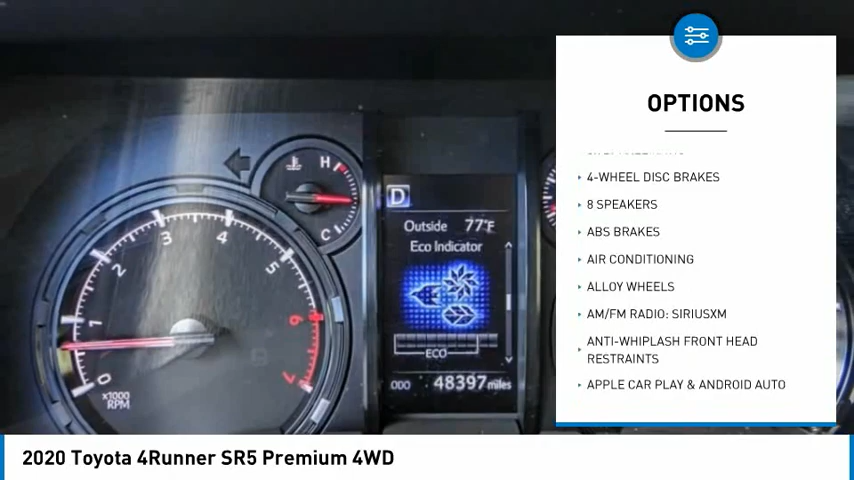 H
C
D
Outside 77°F
Eco Indicator
ECO
000 48397 miles
0
1
2
3
4
5
6
7
x1000
RPM
OPTIONS
4-WHEEL DISC BRAKES
8 SPEAKERS
ABS BRAKES
AIR CONDITIONING
ALLOY WHEELS
AM/FM RADIO: SIRIUSXM
ANTI-WHIPLASH FRONT HEAD
RESTRAINTS
APPLE CAR PLAY & ANDROID AUTO
2020 Toyota 4Runner SR5 Premium 4WD